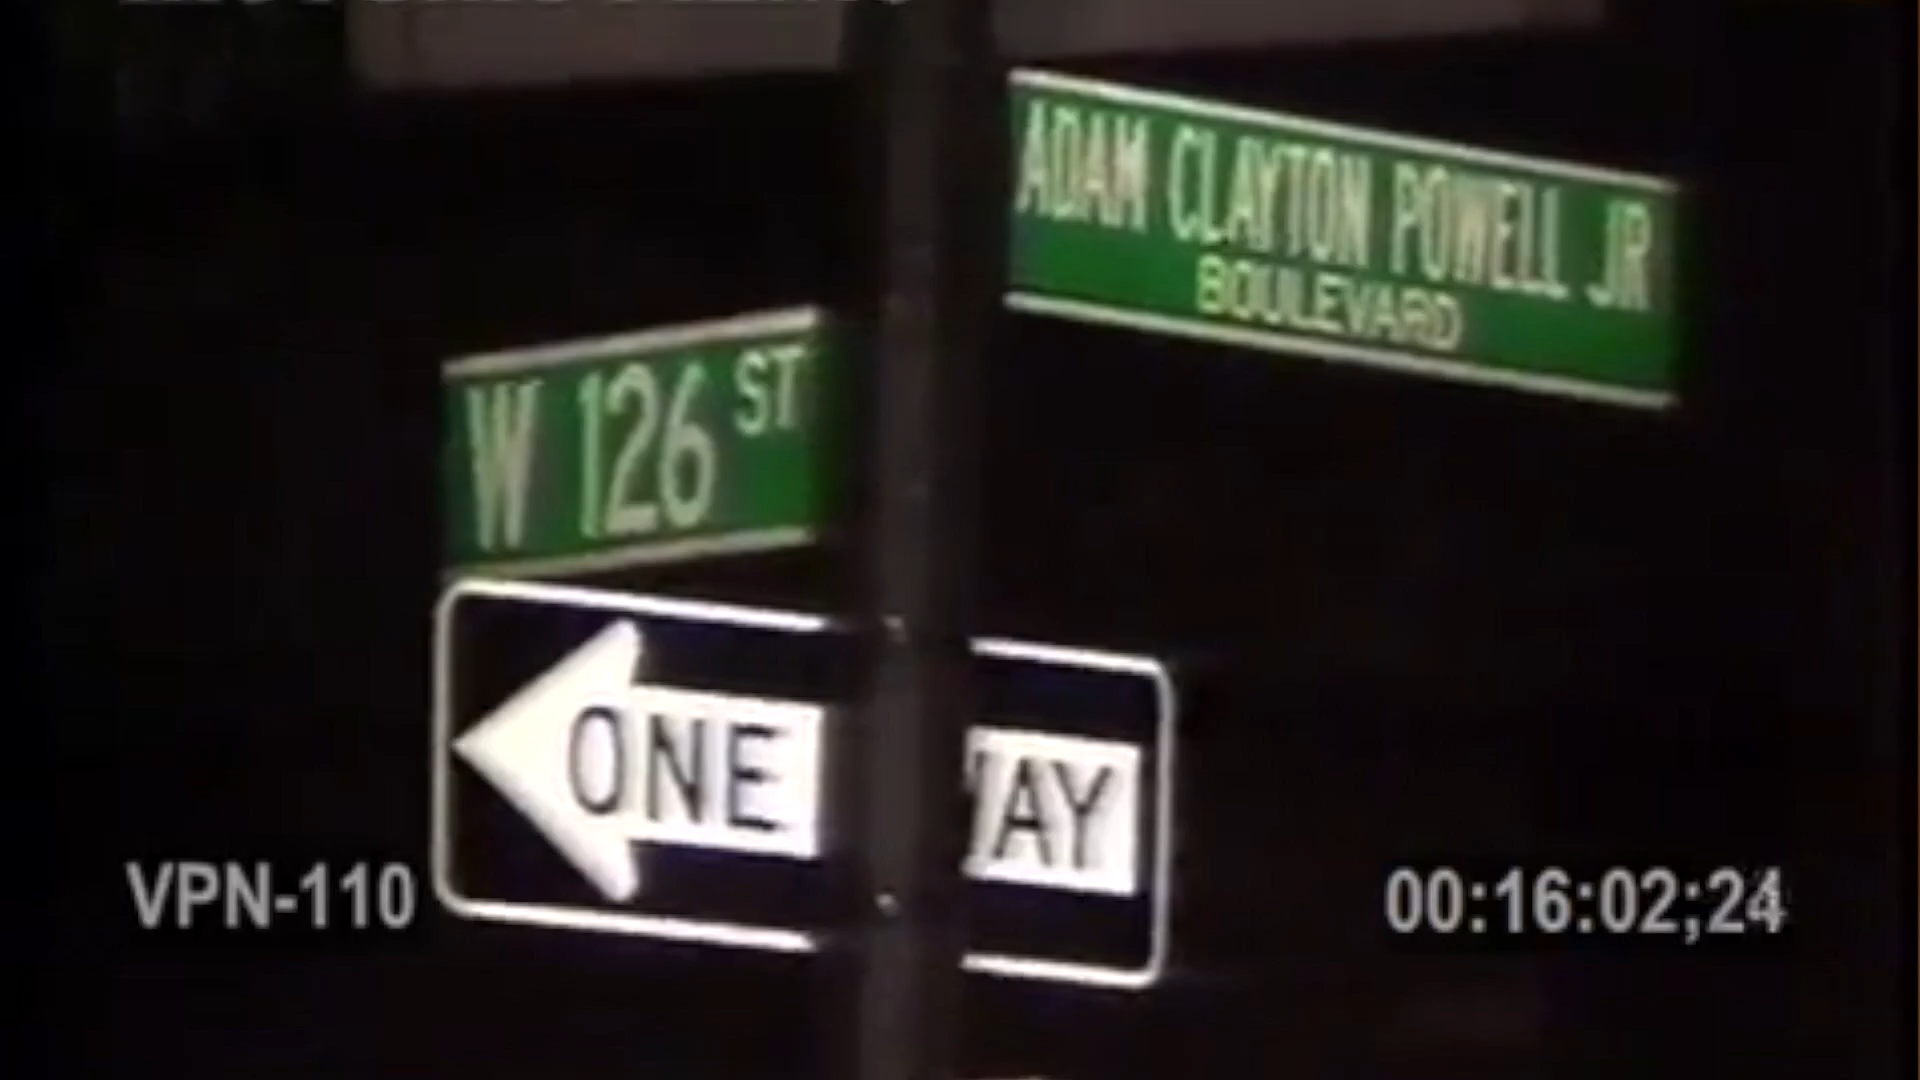 ADAM CLAYTON POWELL JR
BOULEVARD
W 126 ST
ONE AY
VPN-110
00:16:02;24